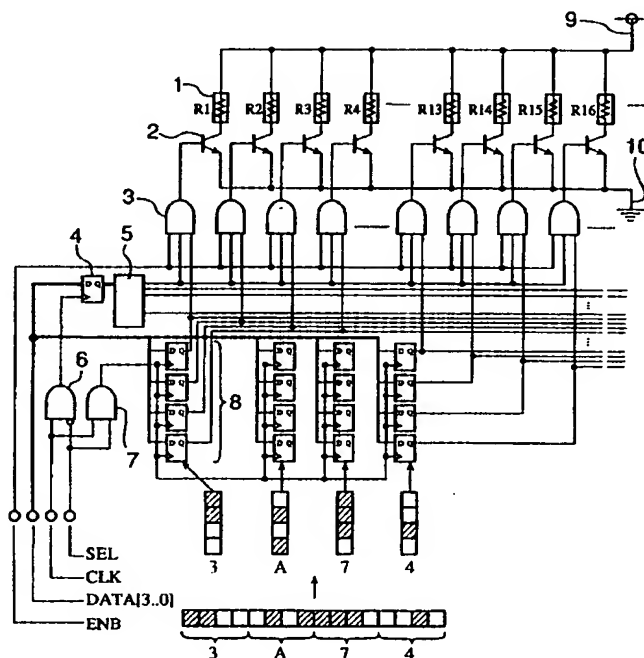 9
1
R1 R2 R3 R4 R13 R14 R15 R16
2
10
3
4 5
D Q
6
7
8
D Q D Q D Q D Q
D Q D Q D Q D Q
D Q D Q D Q D Q
D Q D Q D Q D Q
3 A 7 4
SEL
CLK
DATA[3..0]
ENB
3 A 7 4